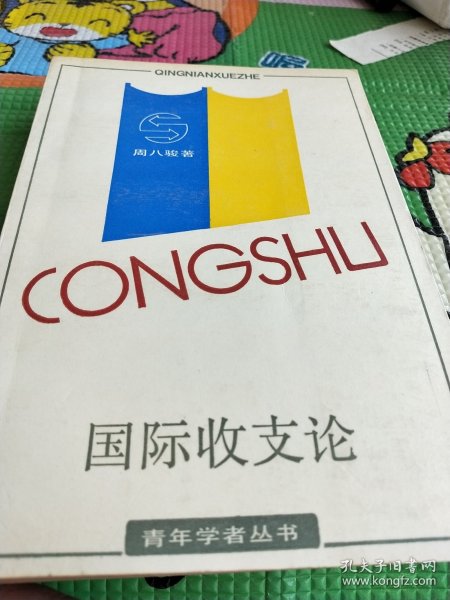 QINGNIANXUEZHE
周八骏著
CONGSHU
国际收支论
青年学者丛书
孔夫子旧书网
www.kongfz.com